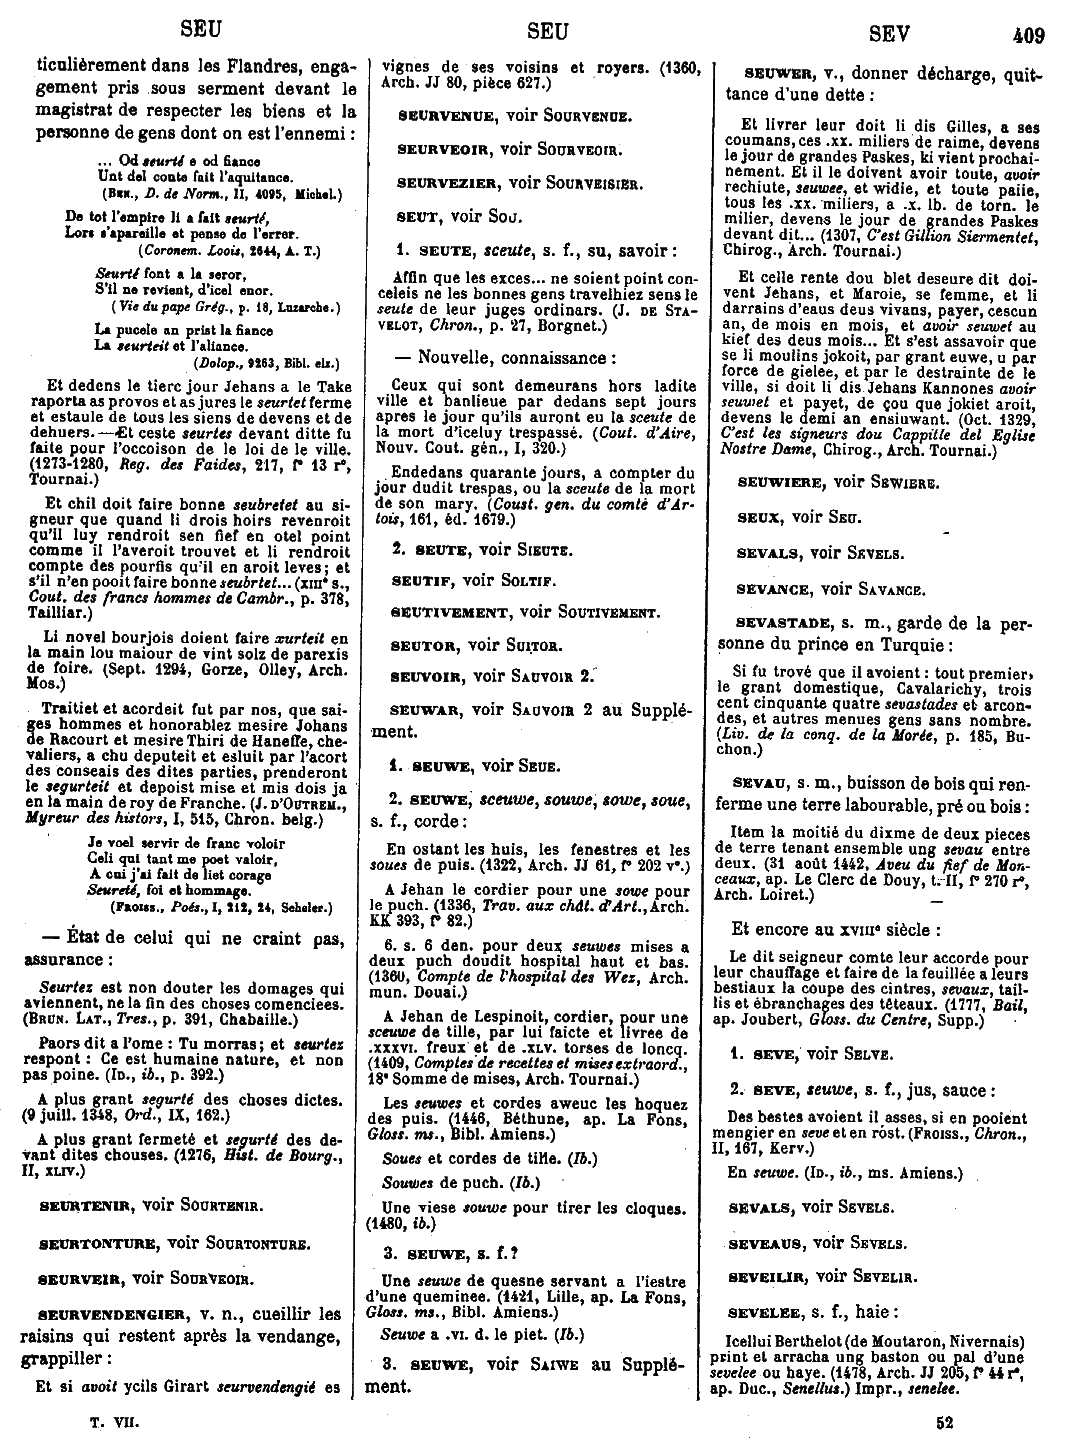 SEU
SEU
SEV
409
ticulièrement dans les Flandres, enga-
gement pris sous serment devant le
magistrat de respecter les biens et la
personne de gens dont on est l'ennemi :
... Od seurté e od fiance
Unt del conte fait l'aquitance.
(BEN., D. de Norm., II, 4095, Michel.)
De tot l'empire li a fait seurté,
Lors s'apareille et pense de l'errer.
(Coronem. Loois, 2644, A. T.)
Seurté font a la seror,
S'il ne revient, d'icel enor.
(Vie du pape Grég., p. 18, Luzarche.)
La pucele an prist la fiance
La seurteit et l'aliance.
(Dolop., 9263, Bibl. elz.)
Et dedens le tierc jour Jehans a le Take
raporta as provos et as jures le seurtet ferme
et estaule de tous les siens de devens et de
dehuers. — Et ceste seurtes devant ditte fu
faite pour l'occoison de le loi de le ville.
(1273-1280, Reg. des Faides, 217, f° 13 r°,
Tournai.)
Et chil doit faire bonne seubretet au si-
gneur que quand li drois hoirs revenroit
qu'il luy rendroit sen fief en otel point
comme il l'averoit trouvet et li rendroit
compte des pourfis qu'il en aroit leves ; et
s'il n'en pooit faire bonne seubrtet... (XIIIe s.,
Cout. des francs hommes de Cambr., p. 378,
Tailliar.)
Li novel bourjois doient faire xurteit en
la main lou maiour de vint solz de parexis
de foire. (Sept. 1294, Gorze, Olley, Arch.
Mos.)
Traitiet et acordeit fut par nos, que sai-
ges hommes et honorablez mesire Johans
de Racourt et mesire Thiri de Haneffe, che-
valiers, a chu deputeit et esluit par l'acort
des conseais des dites parties, prenderont
le segurteit et depoist mise et mis dois ja
en la main de roy de Franche. (J. D'OUTREM.,
Myreur des histors, I, 515, Chron. belg.)
Je voel servir de franc voloir
Celi qui tant me poet valoir,
A cui j'ai fait de liet corage
Seureté, foi et hommage.
(FROISS., Poés., I, 212, 24, Scheler.)
— État de celui qui ne craint pas,
assurance :
Seurtez est non douter les domages qui
aviennent, ne la fin des choses comenciees.
(BRUN. LAT., Tres., p. 391, Chabaille.)
Paors dit a l'ome : Tu morras ; et seurtez
respont : Ce est humaine nature, et non
pas poine. (ID., ib., p. 392.)
A plus grant segurté des choses dictes.
(9 juill. 1348, Ord., IX, 162.)
A plus grant fermeté et segurté des de-
vant dites chouses. (1276, Hist. de Bourg.,
II, XLIV.)
SEURTENIR, voir SOURTENIR.
SEURTONTURE, voir SOURTONTURE.
SEURVEIR, voir SOURVEOIR.
SEURVENDENGIER, v. n., cueillir les
raisins qui restent après la vendange,
grappiller :
Et si avoit ycils Girart seurvendengié es
T. VII.
vignes de ses voisins et royers. (1360,
Arch. JJ 80, pièce 627.)
SEURVENUE, voir SOURVENUE.
SEURVEOIR, voir SOURVEOIR.
SEURVEZIER, voir SOURVEISIER.
SEUT, voir SOJ.
1. SEUTE, sceute, s. f., su, savoir :
Affin que les exces... ne soient point con-
celeis ne les bonnes gens travelhiez sens le
seute de leur juges ordinars. (J. DE STA-
VELOT, Chron., p. 27, Borgnet.)
— Nouvelle, connaissance :
Ceux qui sont demeurans hors ladite
ville et banlieue par dedans sept jours
apres le jour qu'ils auront eu la sceute de
la mort d'iceluy trespassé. (Cout. d'Aire,
Nouv. Cout. gén., I, 320.)
Endedans quarante jours, a compter du
jour dudit trespas, ou la sceute de la mort
de son mary. (Coust. gen. du comté d'Ar-
tois, 161, éd. 1679.)
2. SEUTE, voir SIEUTE.
SEUTIF, voir SOLTIF.
SEUTIVEMENT, voir SOUTIVEMENT.
SEUTOR, voir SUITOR.
SEUVOIR, voir SAUVOIR 2.
SEUWAR, voir SAUVOIR 2 au Supplé-
ment.
1. SEUWE, voir SEUE.
2. SEUWE, sceuwe, souwe, sowe, soue,
s. f., corde :
En ostant les huis, les fenestres et les
soues de puis. (1322, Arch. JJ 61, f° 202 v°.)
A Jehan le cordier pour une sowe pour
le puch. (1336, Trav. aux chât. d'Art., Arch.
KK 393, f° 82.)
6. s. 6 den. pour deux seuwes mises a
deux puch doudit hospital haut et bas.
(1360, Compte de l'hospital des Wez, Arch.
mun. Douai.)
A Jehan de Lespinoit, cordier, pour une
sceuwe de tille, par lui faicte et livree de
.XXXVI. freux et de .XLV. torses de loncq.
(1409, Comptes de recettes et mises extraord.,
18e Somme de mises, Arch. Tournai.)
Les seuwes et cordes aweuc les hoquez
des puis. (1446, Béthune, ap. La Fons,
Gloss. ms., Bibl. Amiens.)
Soues et cordes de tille. (Ib.)
Souwes de puch. (Ib.)
Une viese souwe pour tirer les cloques.
(1480, ib.)
3. SEUWE, s. f. ?
Une seuwe de quesne servant a l'iestre
d'une queminee. (1421, Lille, ap. La Fons,
Gloss. ms., Bibl. Amiens.)
Seuwe a .VI. d. le piet. (Ib.)
3. SEUWE, voir SAIWE au Supplé-
ment.
SEUWER, v., donner décharge, quit-
tance d'une dette :
Et livrer leur doit li dis Gilles, a ses
coumans, ces .XX. miliers de raime, devens
le jour de grandes Paskes, ki vient prochai-
nement. Et il le doivent avoir toute, avoir
rechiute, seuwee, et widie, et toute paiie,
tous les .XX. miliers, a .X. lb. de torn. le
milier, devens le jour de grandes Paskes
devant dit... (1307, C'est Gillion Siermentet,
Chirog., Arch. Tournai.)
Et celle rente dou blet deseure dit doi-
vent Jehans, et Maroie, se femme, et li
darrains d'eaus deus vivans, payer, cescun
an, de mois en mois, et avoir seuwet au
kief des deus mois... Et s'est assavoir que
se li moulins jokoit, par grant euwe, u par
force de gielee, et par le destrainte de le
ville, si doit li dis Jehans Kannones avoir
seuwet et payet, de çou que jokiet aroit,
devens le demi an ensiuwant. (Oct. 1329,
C'est les signeurs dou Cappitle del Eglise
Nostre Dame, Chirog., Arch. Tournai.)
SEUWIERE, voir SEWIERE.
SEUX, voir SEU.
SEVALS, voir SEVELS.
SEVANCE, voir SAVANCE.
SEVASTADE, s. m., garde de la per-
sonne du prince en Turquie :
Si fu trové que il avoient : tout premier,
le grant domestique, Cavalarichy, trois
cent cinquante quatre sevastades et arcon-
des, et autres menues gens sans nombre.
(Liv. de la conq. de la Morée, p. 185, Bu-
chon.)
SEVAU, s. m., buisson de bois qui ren-
ferme une terre labourable, pré ou bois :
Item la moitié du dixme de deux pieces
de terre tenant ensemble ung sevau entre
deux. (31 août 1442, Aveu du fief de Mon-
ceaux, ap. Le Clerc de Douy, t. II, f° 270 r°,
Arch. Loiret.)
Et encore au XVIIIe siècle :
Le dit seigneur comte leur accorde pour
leur chauffage et faire de la feuillée a leurs
bestiaux la coupe des cintres, sevaux, tail-
lis et ébranchages des têteaux. (1777, Bail,
ap. Joubert, Gloss. du Centre, Supp.)
1. SEVE, voir SELVE.
2. SEVE, seuwe, s. f., jus, sauce :
Des bestes avoient il asses, si en pooient
mengier en seve et en rost. (FROISS., Chron.,
II, 167, Kerv.)
En seuwe. (ID., ib., ms. Amiens.)
SEVALS, voir SEVELS.
SEVEAUS, voir SEVELS.
SEVEILIR, voir SEVELIR.
SEVELEE, s. f., haie :
Icellui Berthelot (de Moutaron, Nivernais)
print et arracha ung baston ou pal d'une
sevelee ou haye. (1478, Arch. JJ 205, f° 44 r°,
ap. Duc., Senellus.) Impr., senelee.
52